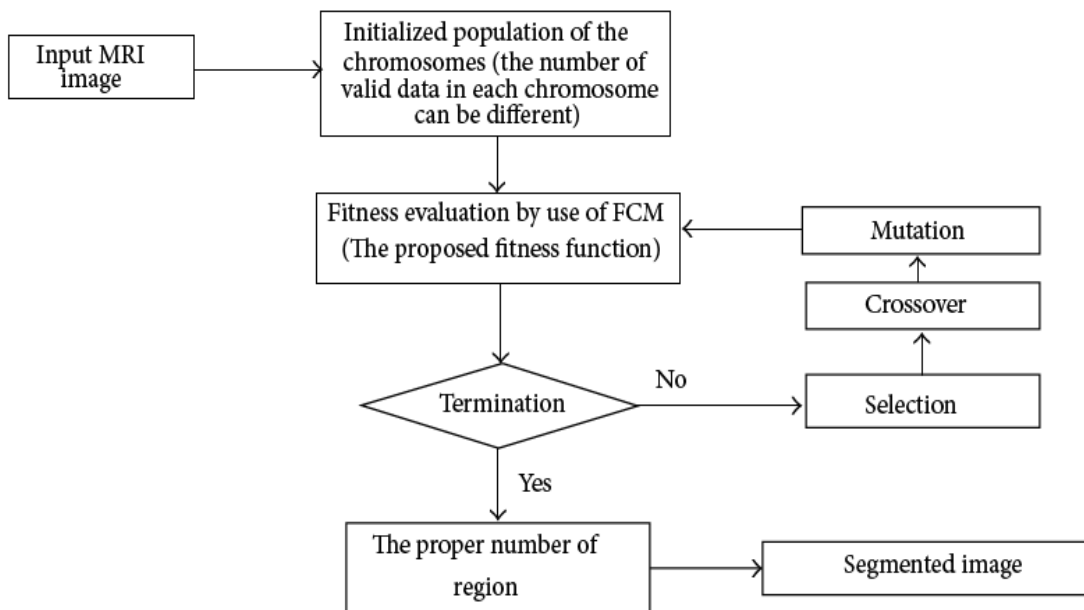 Input MRI
image
Initialized population of the
chromosomes (the number of
valid data in each chromosome
can be different)
Fitness evaluation by use of FCM
(The proposed fitness function)
Mutation
Crossover
Selection
No
Termination
Yes
The proper number of
region
Segmented image